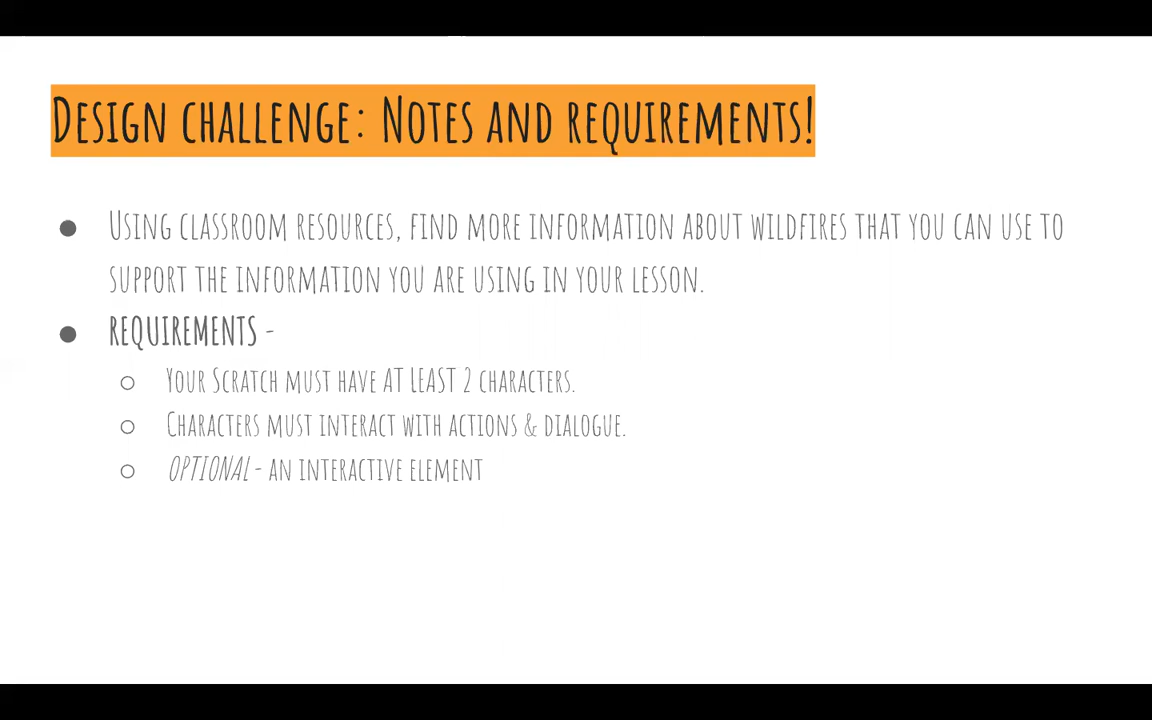 Design challenge: Notes and requirements!
● Using classroom resources, find more information about wildfires that you can use to
support the information you are using in your lesson.
● REQUIREMENTS -
○ Your Scratch must have AT LEAST 2 characters.
○ Characters must interact with actions & dialogue.
○ OPTIONAL - an interactive element